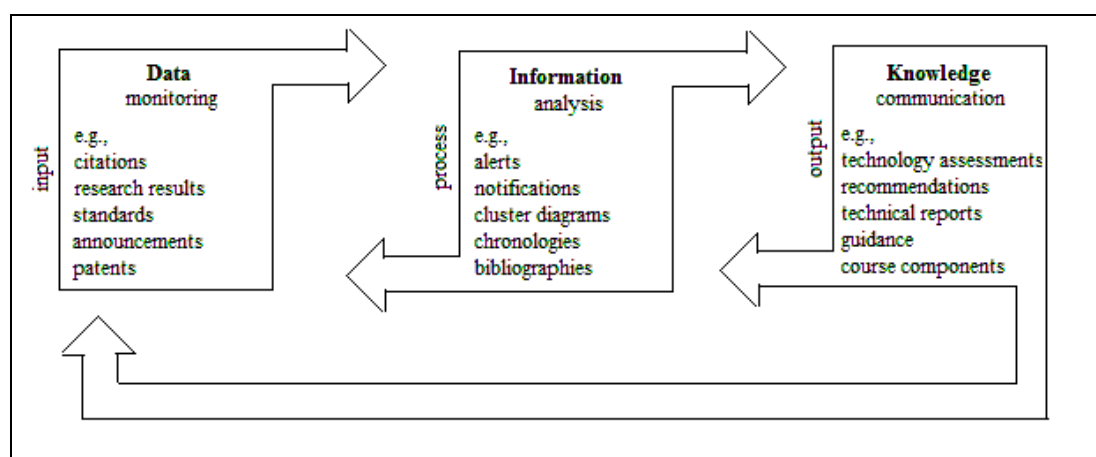 input
Data
monitoring
e.g.,
citations
research results
standards
announcements
patents
process
Information
analysis
e.g.,
alerts
notifications
cluster diagrams
chronologies
bibliographies
output
Knowledge
communication
e.g.,
technology assessments
recommendations
technical reports
guidance
course components